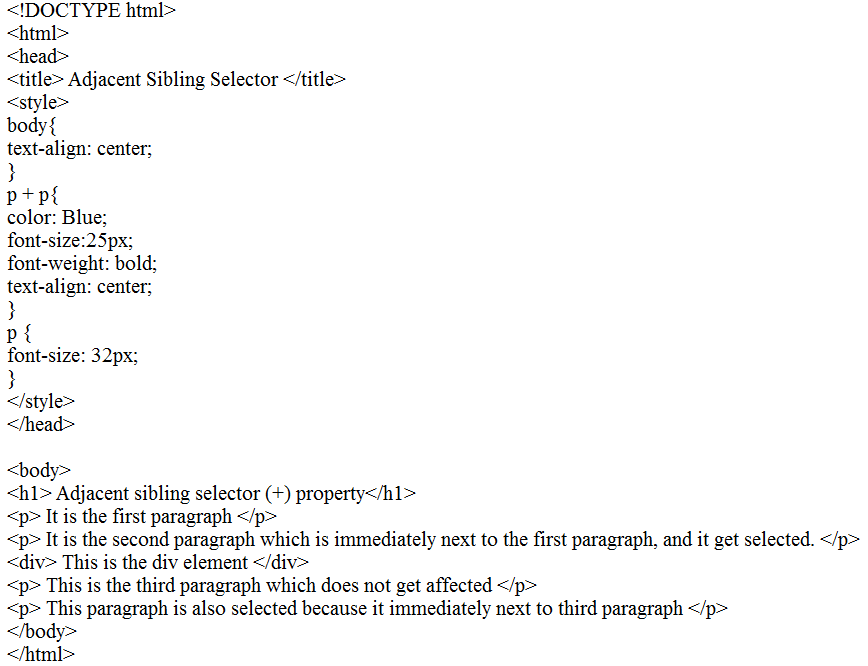 <!DOCTYPE html>
<html>
<head>
<title> Adjacent Sibling Selector </title>
<style>
body{
text-align: center;
}
p + p{
color: Blue;
font-size:25px;
font-weight: bold;
text-align: center;
}
p {
font-size: 32px;
}
</style>
</head>

<body>
<h1> Adjacent sibling selector (+) property</h1>
<p> It is the first paragraph </p>
<p> It is the second paragraph which is immediately next to the first paragraph, and it get selected. </p>
<div> This is the div element </div>
<p> This is the third paragraph which does not get affected </p>
<p> This paragraph is also selected because it immediately next to third paragraph </p>
</body>
</html>